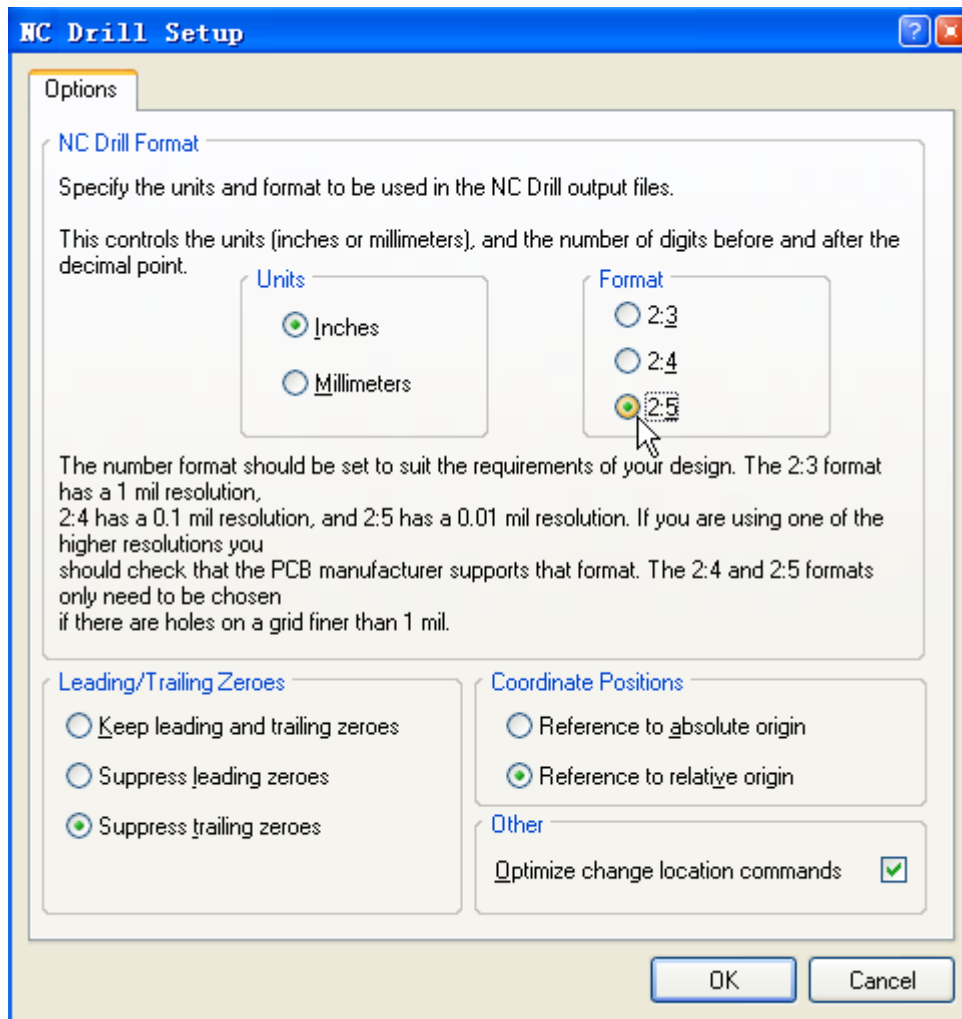 NC Drill Setup
Options
NC Drill Format
Specify the units and format to be used in the NC Drill output files.
This controls the units (inches or millimeters), and the number of digits before and after the
decimal point.
Units
Inches
Millimeters
Format
2:3
2:4
2:5
The number format should be set to suit the requirements of your design. The 2:3 format
has a 1 mil resolution,
2:4 has a 0.1 mil resolution, and 2:5 has a 0.01 mil resolution. If you are using one of the
higher resolutions you
should check that the PCB manufacturer supports that format. The 2:4 and 2:5 formats
only need to be chosen
if there are holes on a grid finer than 1 mil.
Leading/Trailing Zeroes
Keep leading and trailing zeroes
Suppress leading zeroes
Suppress trailing zeroes
Coordinate Positions
Reference to absolute origin
Reference to relative origin
Other
Optimize change location commands
OK
Cancel